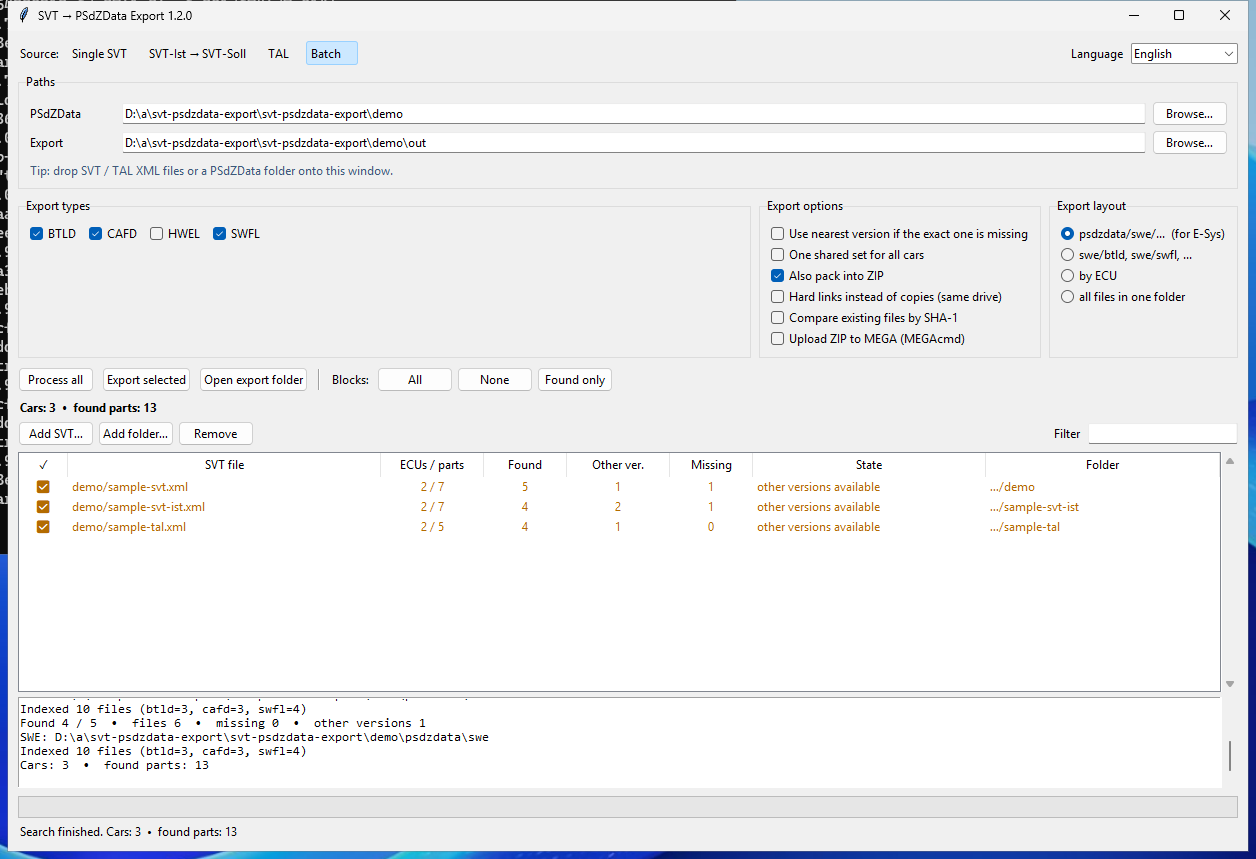 SVT → PSdZData Export 1.2.0
Source: Single SVT SVT-Ist → SVT-Soll TAL Batch Language English
Paths
PSdZData D:\a\svt-psdzdata-export\svt-psdzdata-export\demo Browse...
Export D:\a\svt-psdzdata-export\svt-psdzdata-export\demo\out Browse...
Tip: drop SVT / TAL XML files or a PSdZData folder onto this window.
Export types
BTLD CAFD HWEL SWFL
Export options
Use nearest version if the exact one is missing
One shared set for all cars
Also pack into ZIP
Hard links instead of copies (same drive)
Compare existing files by SHA-1
Upload ZIP to MEGA (MEGAcmd)
Export layout
psdzdata/swe/... (for E-Sys)
swe/btld, swe/swfl, ...
by ECU
all files in one folder
Process all Export selected Open export folder Blocks: All None Found only
Cars: 3 • found parts: 13
Add SVT... Add folder... Remove Filter
✓ SVT file ECUs / parts Found Other ver. Missing State Folder
demo/sample-svt.xml 2 / 7 5 1 1 other versions available .../demo
demo/sample-svt-ist.xml 2 / 7 4 2 1 other versions available .../sample-svt-ist
demo/sample-tal.xml 2 / 5 4 1 0 other versions available .../sample-tal
Indexed 10 files (btld=3, cafd=3, swfl=4)
Found 4 / 5 • files 6 • missing 0 • other versions 1
SWE: D:\a\svt-psdzdata-export\svt-psdzdata-export\demo\psdzdata\swe
Indexed 10 files (btld=3, cafd=3, swfl=4)
Cars: 3 • found parts: 13
Search finished. Cars: 3 • found parts: 13